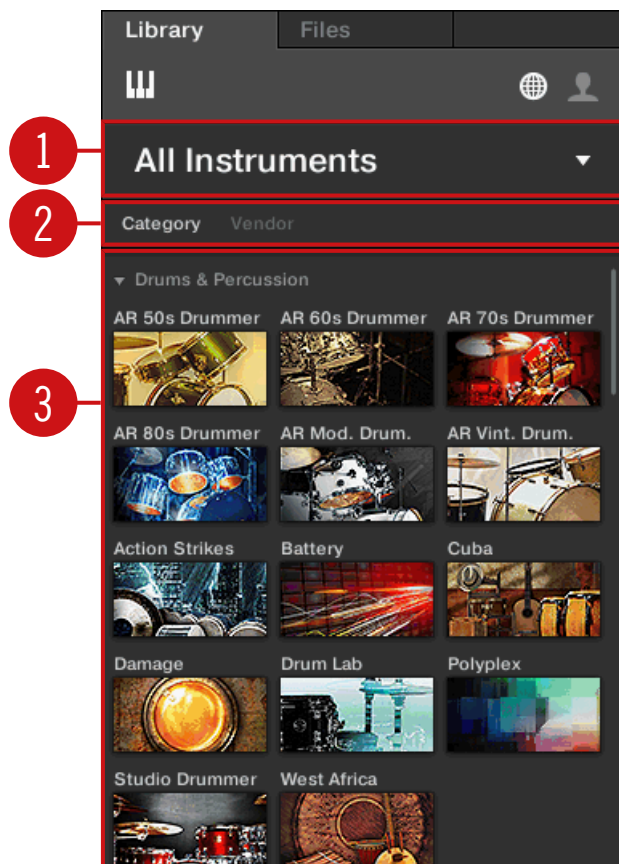 Library Files
1
All Instruments
2
Category Vendor
Drums & Percussion
AR 50s Drummer AR 60s Drummer AR 70s Drummer
3
AR 80s Drummer AR Mod. Drum. AR Vint. Drum.
Action Strikes Battery Cuba
Damage Drum Lab Polyplex
Studio Drummer West Africa